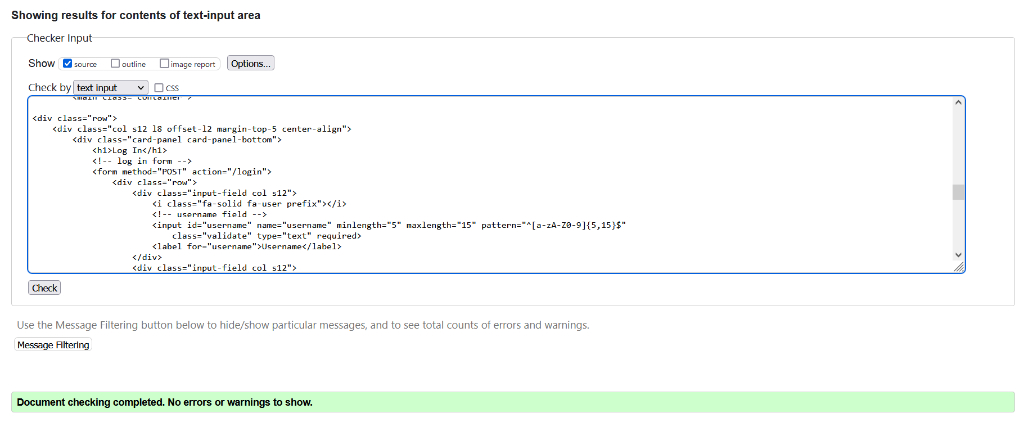 Showing results for contents of text-input area
Checker Input
Show source outline image report Options...
Check by text input css
<main class="container">
<div class="row">
<div class="col s12 l8 offset-l2 margin-top-5 center-align">
<div class="card-panel card-panel-bottom">
<h1>Log In</h1>
<!-- log in form -->
<form method="POST" action="/login">
<div class="row">
<div class="input-field col s12">
<i class="fa-solid fa-user prefix"></i>
<!-- username field -->
<input id="username" name="username" minlength="5" maxlength="15" pattern="^[a-zA-Z0-9]{5,15}$"
class="validate" type="text" required>
<label for="username">Username</label>
</div>
<div class="input-field col s12">
Check
Use the Message Filtering button below to hide/show particular messages, and to see total counts of errors and warnings.
Message Filtering
Document checking completed. No errors or warnings to show.